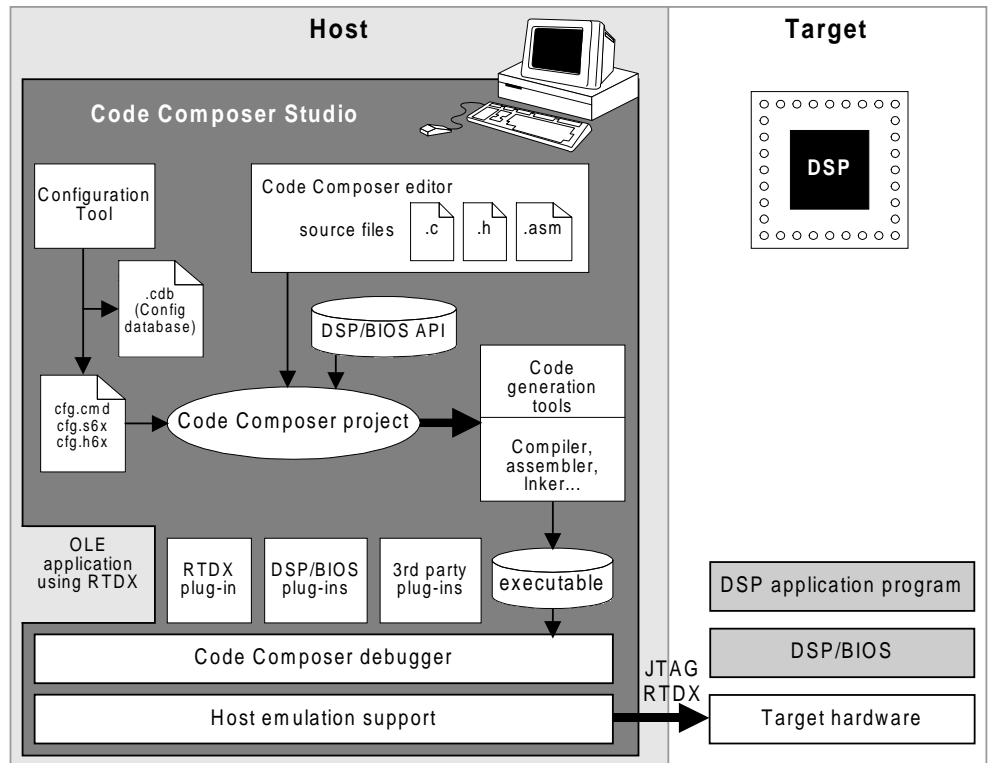 Host
Target
Code Composer Studio
DSP
Configuration
Tool
Code Composer editor
source files
.c
.h
.asm
.cdb
(Config
database)
DSP/BIOS API
Code
generation
tools
cfg.cmd
cfg.s6x
cfg.h6x
Code Composer project
Compiler,
assembler,
lnker...
OLE
application
using RTDX
RTDX
plug-in
DSP/BIOS
plug-ins
3rd party
plug-ins
executable
DSP application program
Code Composer debugger
DSP/BIOS
JTAG
RTDX
Host emulation support
Target hardware